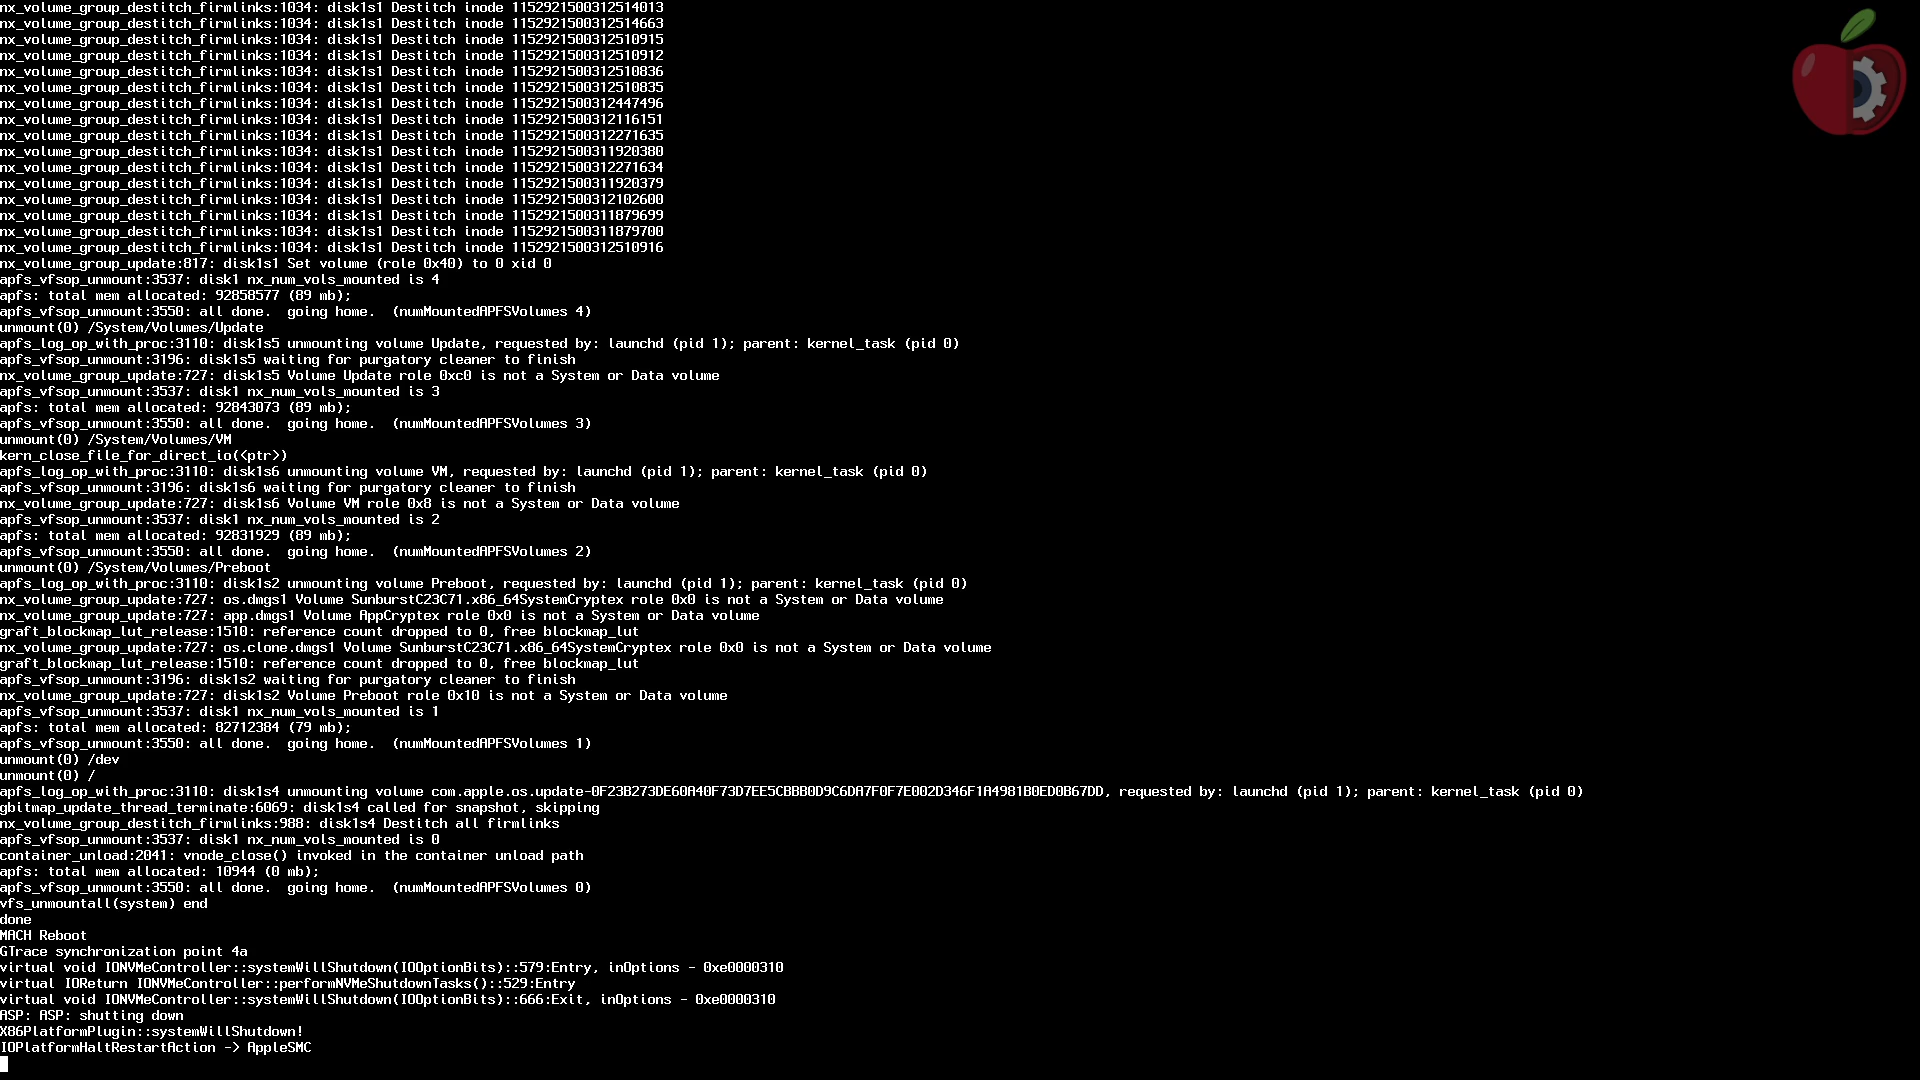 nx_volume_group_destitch_firmlinks:1034: disk1s1 Destitch inode 1152921500312514013
nx_volume_group_destitch_firmlinks:1034: disk1s1 Destitch inode 1152921500312514663
nx_volume_group_destitch_firmlinks:1034: disk1s1 Destitch inode 1152921500312510915
nx_volume_group_destitch_firmlinks:1034: disk1s1 Destitch inode 1152921500312510912
nx_volume_group_destitch_firmlinks:1034: disk1s1 Destitch inode 1152921500312510836
nx_volume_group_destitch_firmlinks:1034: disk1s1 Destitch inode 1152921500312510835
nx_volume_group_destitch_firmlinks:1034: disk1s1 Destitch inode 1152921500312447496
nx_volume_group_destitch_firmlinks:1034: disk1s1 Destitch inode 1152921500312116151
nx_volume_group_destitch_firmlinks:1034: disk1s1 Destitch inode 1152921500312271635
nx_volume_group_destitch_firmlinks:1034: disk1s1 Destitch inode 1152921500311920380
nx_volume_group_destitch_firmlinks:1034: disk1s1 Destitch inode 1152921500312271634
nx_volume_group_destitch_firmlinks:1034: disk1s1 Destitch inode 1152921500311920379
nx_volume_group_destitch_firmlinks:1034: disk1s1 Destitch inode 1152921500312102600
nx_volume_group_destitch_firmlinks:1034: disk1s1 Destitch inode 1152921500311879699
nx_volume_group_destitch_firmlinks:1034: disk1s1 Destitch inode 1152921500311879700
nx_volume_group_destitch_firmlinks:1034: disk1s1 Destitch inode 1152921500312510916
nx_volume_group_update:817: disk1s1 Set volume (role 0x40) to 0 xid 0
apfs_vfsop_unmount:3537: disk1 nx_num_vols_mounted is 4
apfs: total mem allocated: 92858577 (89 mb);
apfs_vfsop_unmount:3550: all done.  going home.  (numMountedAPFSVolumes 4)
unmount(0) /System/Volumes/Update
apfs_log_op_with_proc:3110: disk1s5 unmounting volume Update, requested by: launchd (pid 1); parent: kernel_task (pid 0)
apfs_vfsop_unmount:3196: disk1s5 waiting for purgatory cleaner to finish
nx_volume_group_update:727: disk1s5 Volume Update role 0xc0 is not a System or Data volume
apfs_vfsop_unmount:3537: disk1 nx_num_vols_mounted is 3
apfs: total mem allocated: 92843073 (89 mb);
apfs_vfsop_unmount:3550: all done.  going home.  (numMountedAPFSVolumes 3)
unmount(0) /System/Volumes/VM
kern_close_file_for_direct_io(<ptr>)
apfs_log_op_with_proc:3110: disk1s6 unmounting volume VM, requested by: launchd (pid 1); parent: kernel_task (pid 0)
apfs_vfsop_unmount:3196: disk1s6 waiting for purgatory cleaner to finish
nx_volume_group_update:727: disk1s6 Volume VM role 0x8 is not a System or Data volume
apfs_vfsop_unmount:3537: disk1 nx_num_vols_mounted is 2
apfs: total mem allocated: 92831929 (89 mb);
apfs_vfsop_unmount:3550: all done.  going home.  (numMountedAPFSVolumes 2)
unmount(0) /System/Volumes/Preboot
apfs_log_op_with_proc:3110: disk1s2 unmounting volume Preboot, requested by: launchd (pid 1); parent: kernel_task (pid 0)
nx_volume_group_update:727: os.dmgs1 Volume SunburstC23C71.x86_64SystemCryptex role 0x0 is not a System or Data volume
nx_volume_group_update:727: app.dmgs1 Volume AppCryptex role 0x0 is not a System or Data volume
graft_blockmap_lut_release:1510: reference count dropped to 0, free blockmap_lut
nx_volume_group_update:727: os.clone.dmgs1 Volume SunburstC23C71.x86_64SystemCryptex role 0x0 is not a System or Data volume
graft_blockmap_lut_release:1510: reference count dropped to 0, free blockmap_lut
apfs_vfsop_unmount:3196: disk1s2 waiting for purgatory cleaner to finish
nx_volume_group_update:727: disk1s2 Volume Preboot role 0x10 is not a System or Data volume
apfs_vfsop_unmount:3537: disk1 nx_num_vols_mounted is 1
apfs: total mem allocated: 82712384 (79 mb);
apfs_vfsop_unmount:3550: all done.  going home.  (numMountedAPFSVolumes 1)
unmount(0) /dev
unmount(0) /
apfs_log_op_with_proc:3110: disk1s4 unmounting volume com.apple.os.update-0F23B273DE60A40F73D7EE5CBBB0D9C6DA7F0F7E002D346F1A4981B0ED0B67DD, requested by: launchd (pid 1); parent: kernel_task (pid 0)
gbitmap_update_thread_terminate:6069: disk1s4 called for snapshot, skipping
nx_volume_group_destitch_firmlinks:988: disk1s4 Destitch all firmlinks
apfs_vfsop_unmount:3537: disk1 nx_num_vols_mounted is 0
container_unload:2041: vnode_close() invoked in the container unload path
apfs: total mem allocated: 10944 (0 mb);
apfs_vfsop_unmount:3550: all done.  going home.  (numMountedAPFSVolumes 0)
vfs_unmountall(system) end
done
MACH Reboot
GTrace synchronization point 4a
virtual void IONVMeController::systemWillShutdown(IOOptionBits)::579:Entry, inOptions - 0xe0000310
virtual IOReturn IONVMeController::performNVMeShutdownTasks()::529:Entry
virtual void IONVMeController::systemWillShutdown(IOOptionBits)::666:Exit, inOptions - 0xe0000310
ASP: ASP: shutting down
X86PlatformPlugin::systemWillShutdown!
IOPlatformHaltRestartAction -> AppleSMC